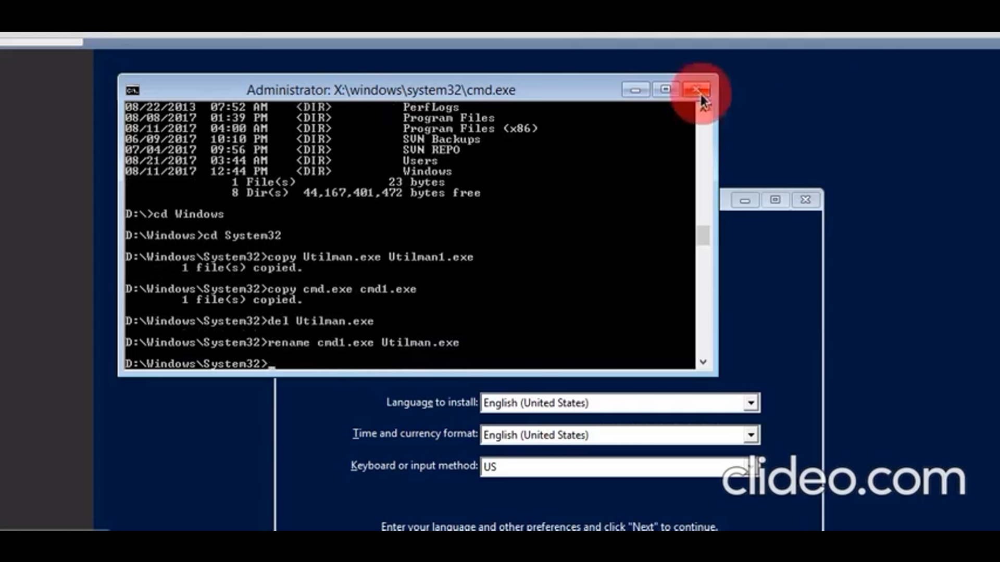 Administrator: X:\windows\system32\cmd.exe
08/22/2013 07:52 AM <DIR> PerfLogs
08/08/2017 01:39 PM <DIR> Program Files
08/11/2017 04:00 AM <DIR> Program Files (x86)
06/09/2017 10:10 PM <DIR> SVN Backups
07/04/2017 09:56 PM <DIR> SVN REPO
08/21/2017 03:44 AM <DIR> Users
08/11/2017 12:44 PM <DIR> Windows
1 File(s) 23 bytes
8 Dir(s) 44,167,401,472 bytes free
D:\>cd Windows
D:\Windows>cd System32
D:\Windows\System32>copy Utilman.exe Utilman1.exe
1 file(s) copied.
D:\Windows\System32>copy cmd.exe cmd1.exe
1 file(s) copied.
D:\Windows\System32>del Utilman.exe
D:\Windows\System32>rename cmd1.exe Utilman.exe
D:\Windows\System32>_
Language to install: English (United States)
Time and currency format: English (United States)
Keyboard or input method: US
clideo.com
Enter your language and other preferences and click "Next" to continue.